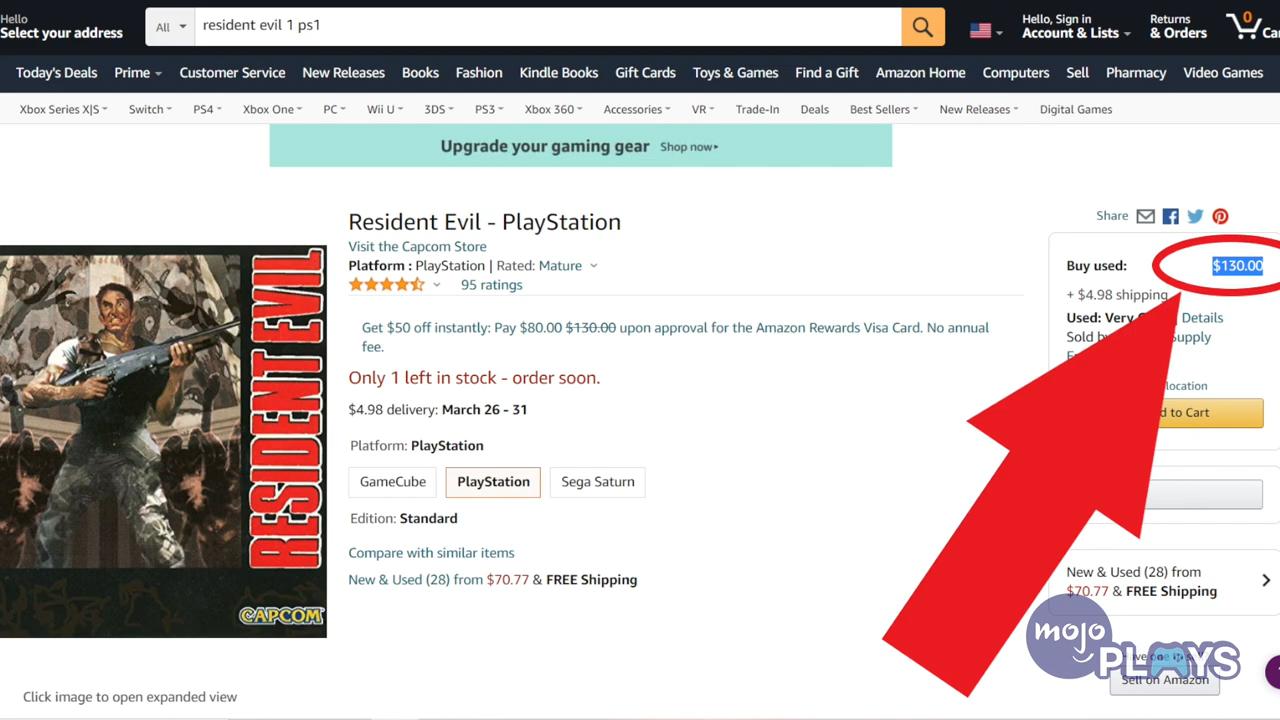 Hello
Select your address
All
resident evil 1 ps1
Hello, Sign in
Account & Lists
Returns
& Orders
0
Today's Deals
Prime
Customer Service
New Releases
Books
Fashion
Kindle Books
Gift Cards
Toys & Games
Find a Gift
Amazon Home
Computers
Sell
Pharmacy
Video Games
Xbox Series X|S
Switch
PS4
Xbox One
PC
Wii U
3DS
PS3
Xbox 360
Accessories
VR
Trade-In
Deals
Best Sellers
New Releases
Digital Games
Upgrade your gaming gear Shop now
Resident Evil - PlayStation
Visit the Capcom Store
Platform : PlayStation | Rated: Mature
95 ratings
Get $50 off instantly: Pay $80.00 $130.00 upon approval for the Amazon Rewards Visa Card. No annual
fee.
Only 1 left in stock - order soon.
$4.98 delivery: March 26 - 31
Platform: PlayStation
GameCube
PlayStation
Sega Saturn
Edition: Standard
Compare with similar items
New & Used (28) from $70.77 & FREE Shipping
RESIDENT EVIL
CAPCOM
Click image to open expanded view
Share
Buy used: $130.00
+ $4.98 shipping
Used: Very Details
Sold by
to Cart
New & Used (28) from
$70.77 & FREE Shipping
Sell on Amazon
mojo
PLAYS